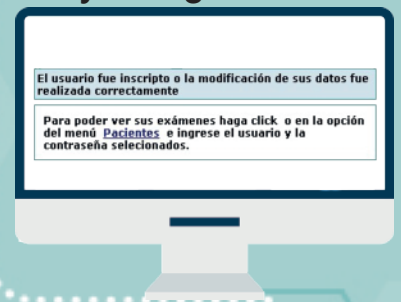 El usuario fue inscripto o la modificación de sus datos fue
realizada correctamente
Para poder ver sus exámenes haga click o en la opción
del menú Pacientes e ingrese el usuario y la
contraseña selecionados.